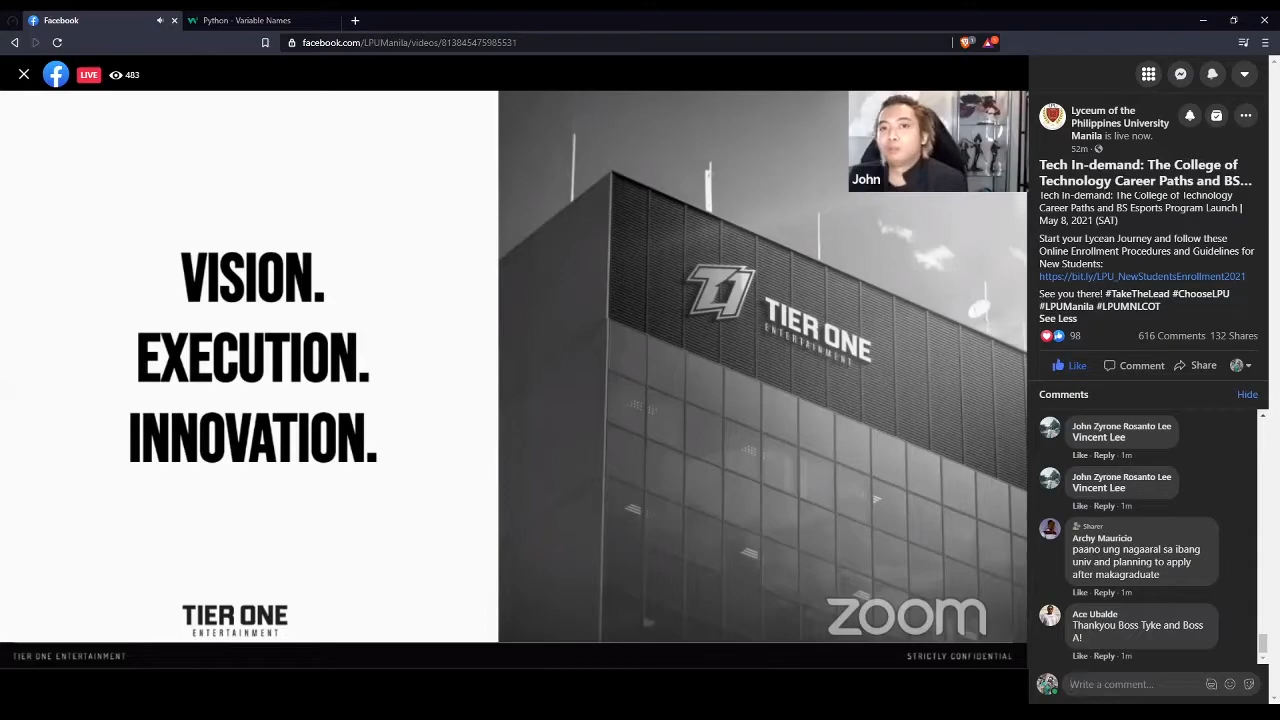 Facebook
Python - Variable Names
facebook.com/LPUManila/videos/813845475985531
LIVE
483
John
VISION.
EXECUTION.
INNOVATION.
TIER ONE
ENTERTAINMENT
TIER ONE
ENTERTAINMENT
zoom
TIER ONE ENTERTAINMENT
STRICTLY CONFIDENTIAL
Lyceum of the
Philippines University
Manila is live now.
52m ·
Tech In-demand: The College of
Technology Career Paths and BS...
Tech In-demand: The College of Technology
Career Paths and BS Esports Program Launch |
May 8, 2021 (SAT)
Start your Lycean Journey and follow these
Online Enrollment Procedures and Guidelines for
New Students:
https://bit.ly/LPU_NewStudentsEnrollment2021
See you there! #TakeTheLead #ChooseLPU
#LPUManila #LPUMNLCOT
See Less
98
616 Comments 132 Shares
Like
Comment
Share
Comments
Hide
John Zyrone Rosanto Lee
Vincent Lee
Like · Reply · 1m
John Zyrone Rosanto Lee
Vincent Lee
Like · Reply · 1m
Sharer
Archy Mauricio
paano ung nagaaral sa ibang
univ and planning to apply
after makagraduate
Like · Reply · 1m
Ace Ubalde
Thankyou Boss Tyke and Boss
A!
Like · Reply · 1m
Write a comment...